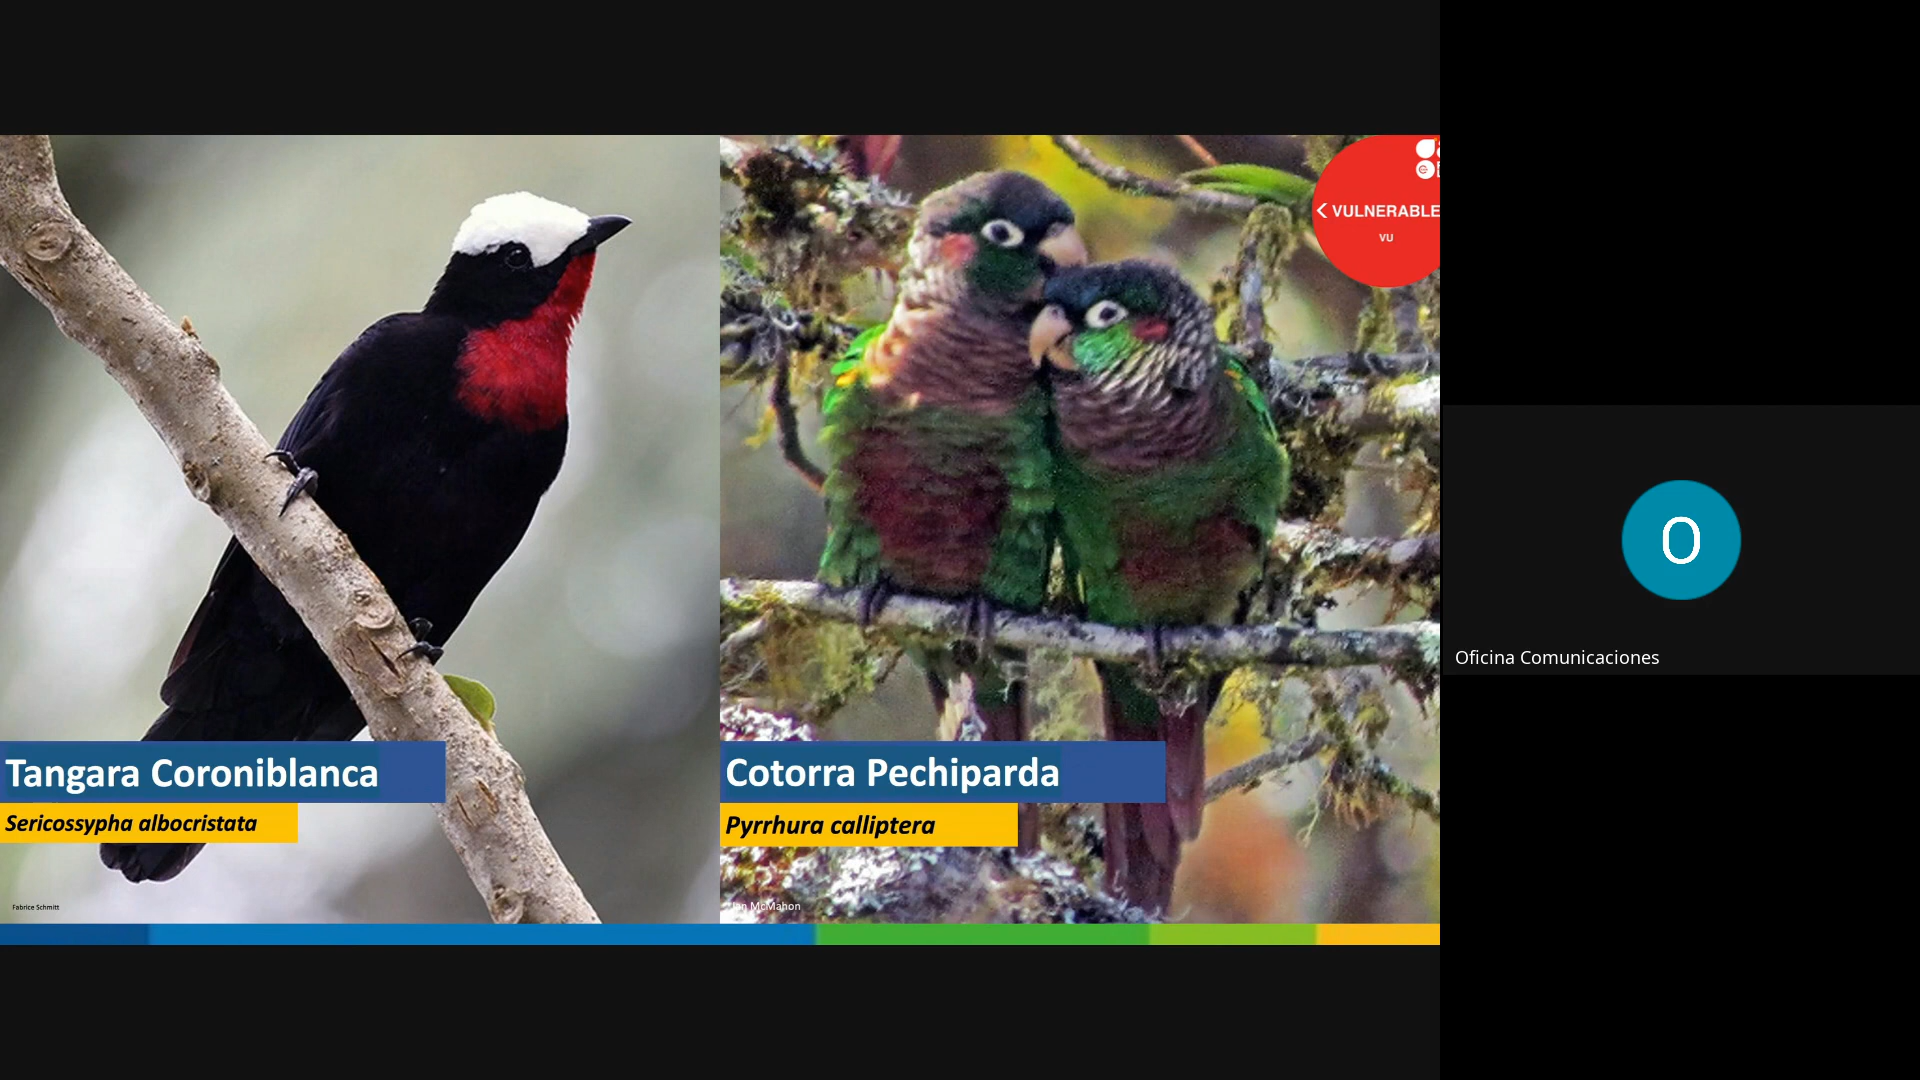 VULNERABLE
VU
Tangara Coroniblanca
Sericossypha albocristata
Fabrice Schmitt
Cotorra Pechiparda
Pyrrhura calliptera
McMahon
O
Oficina Comunicaciones